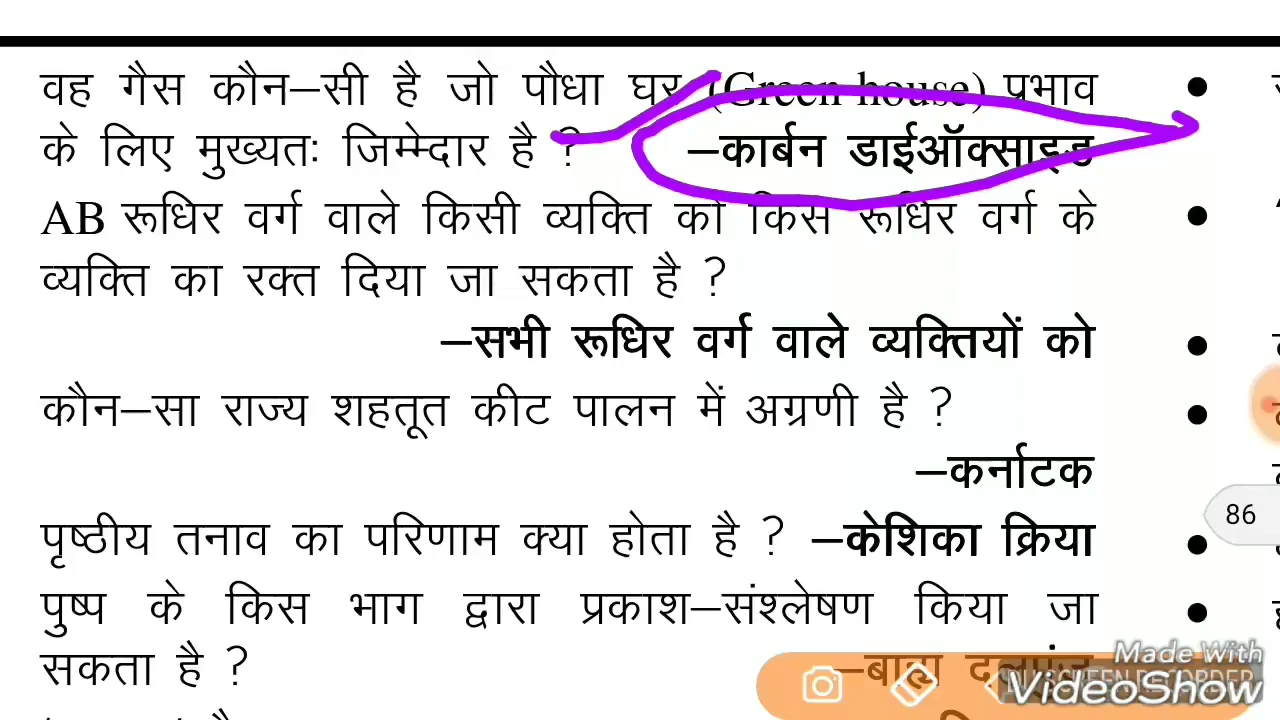 वह गैस कौन–सी है जो पौधा घर (Green house) प्रभाव
के लिए मुख्यतः जिम्मेदार है ? –कार्बन डाईऑक्साइड
AB रूधिर वर्ग वाले किसी व्यक्ति को किस रूधिर वर्ग के
व्यक्ति का रक्त दिया जा सकता है ?
–सभी रूधिर वर्ग वाले व्यक्तियों को
कौन–सा राज्य शहतूत कीट पालन में अग्रणी है ?
–कर्नाटक
86
पृष्ठीय तनाव का परिणाम क्या होता है ? –केशिका क्रिया
पुष्प के किस भाग द्वारा प्रकाश–संश्लेषण किया जा
सकता है ? –बाह्य दलपुंज
Made With
VideoShow